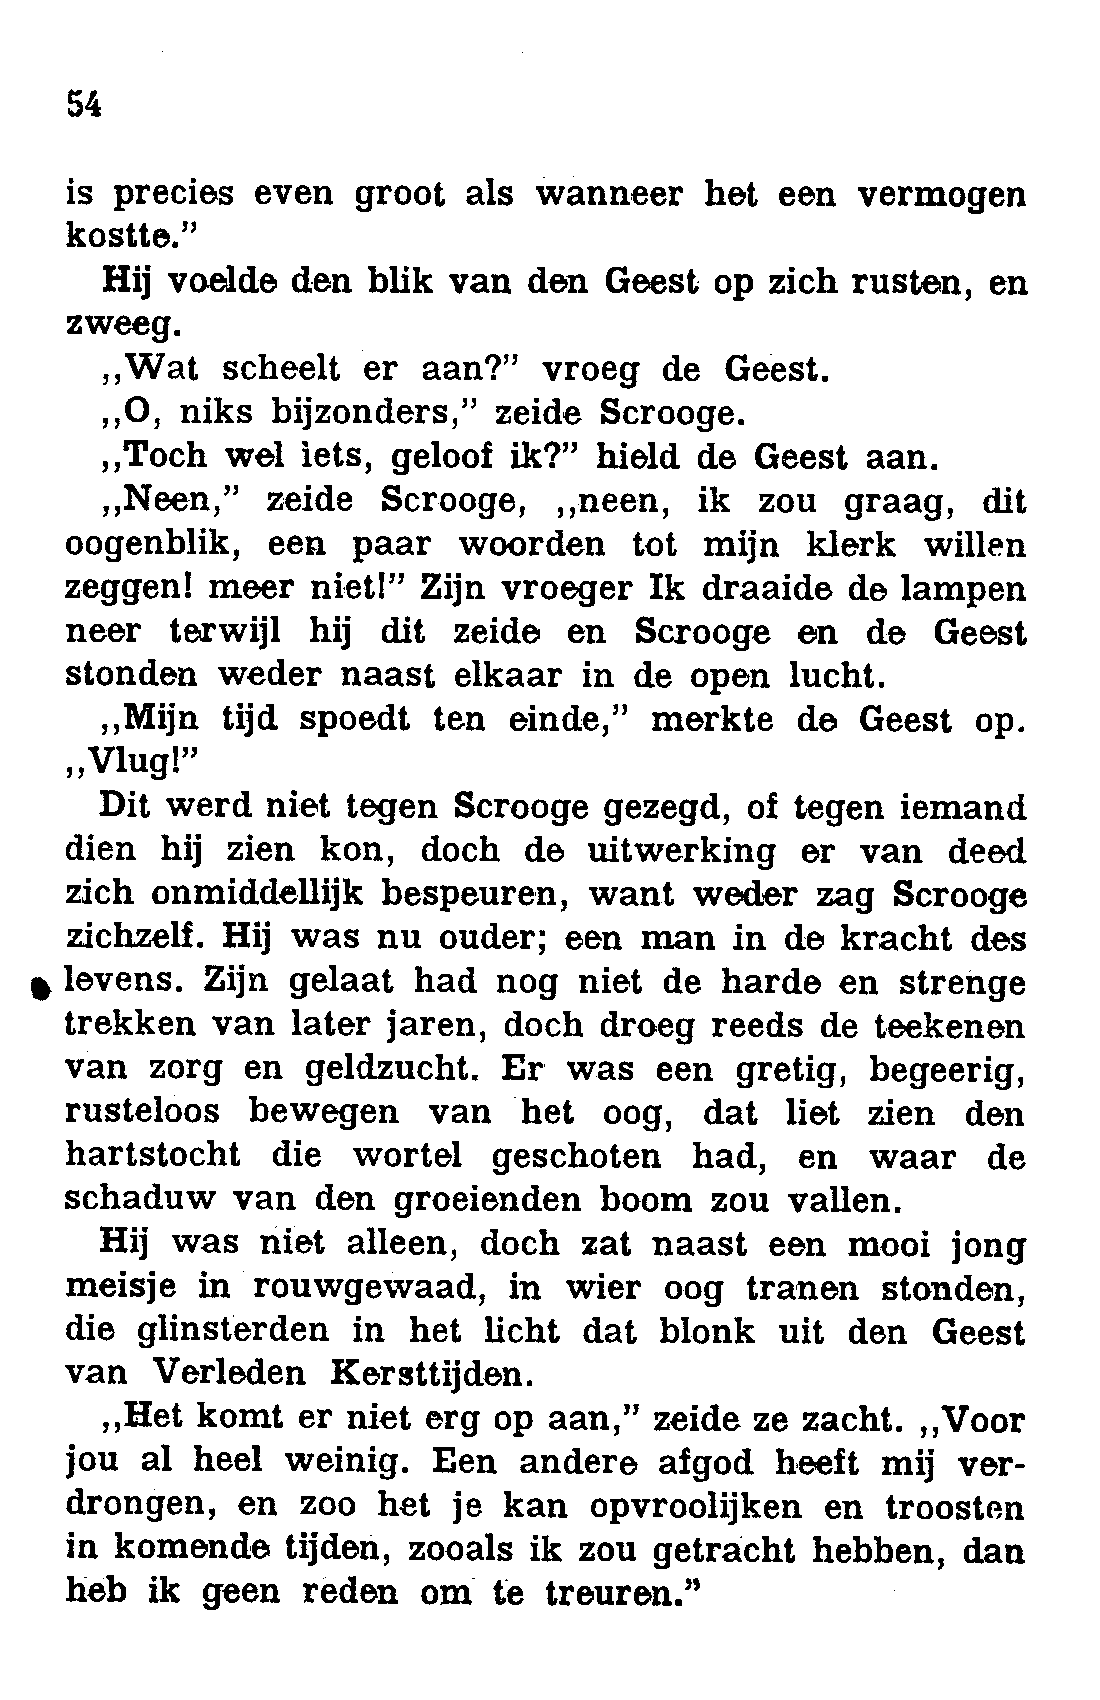 54
is precies even groot als wanneer het een vermogen
kostte.”
Hij voelde den blik van den Geest op zich rusten, en
zweeg.
,,Wat scheelt er aan?” vroeg de Geest.
,,O, niks bijzonders,” zeide Scrooge.
,,Toch wel iets, geloof ik?” hield de Geest aan.
,,Neen,” zeide Scrooge, ,,neen, ik zou graag, dit
oogenblik, een paar woorden tot mijn klerk willen
zeggen! meer niet!” Zijn vroeger Ik draaide de lampen
neer terwijl hij dit zeide en Scrooge en de Geest
stonden weder naast elkaar in de open lucht.
,,Mijn tijd spoedt ten einde,” merkte de Geest op.
,,Vlug!”
Dit werd niet tegen Scrooge gezegd, of tegen iemand
dien hij zien kon, doch de uitwerking er van deed
zich onmiddellijk bespeuren, want weder zag Scrooge
zichzelf. Hij was nu ouder; een man in de kracht des
levens. Zijn gelaat had nog niet de harde en strenge
trekken van later jaren, doch droeg reeds de teekenen
van zorg en geldzucht. Er was een gretig, begeerig,
rusteloos bewegen van het oog, dat liet zien den
hartstocht die wortel geschoten had, en waar de
schaduw van den groeienden boom zou vallen.
Hij was niet alleen, doch zat naast een mooi jong
meisje in rouwgewaad, in wier oog tranen stonden,
die glinsterden in het licht dat blonk uit den Geest
van Verleden Kersttijden.
,,Het komt er niet erg op aan,” zeide ze zacht. ,,Voor
jou al heel weinig. Een andere afgod heeft mij ver-
drongen, en zoo het je kan opvroolijken en troosten
in komende tijden, zooals ik zou getracht hebben, dan
heb ik geen reden om te treuren.”